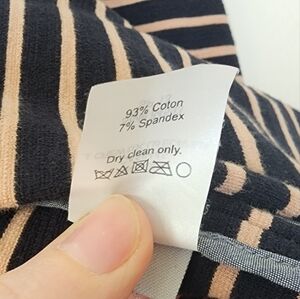 93% Coton
7% Spandex
Dry clean only.